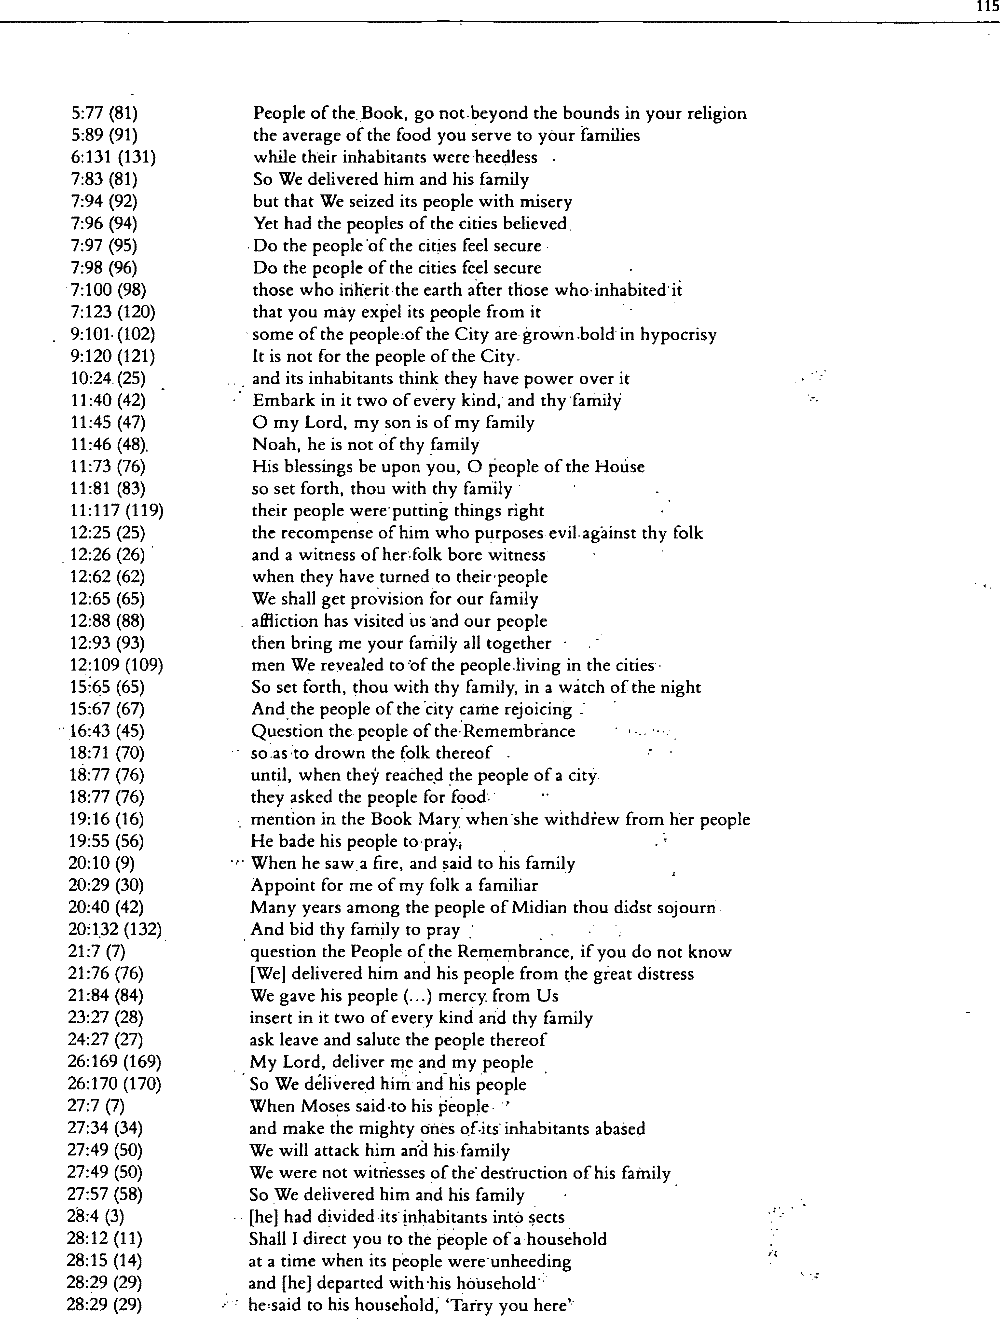 115
5:77 (81) People of the Book, go not beyond the bounds in your religion
5:89 (91) the average of the food you serve to your families
6:131 (131) while their inhabitants were heedless
7:83 (81) So We delivered him and his family
7:94 (92) but that We seized its people with misery
7:96 (94) Yet had the peoples of the cities believed
7:97 (95) Do the people of the cities feel secure
7:98 (96) Do the people of the cities feel secure
7:100 (98) those who inherit the earth after those who inhabited it
7:123 (120) that you may expel its people from it
9:101 (102) some of the people of the City are grown bold in hypocrisy
9:120 (121) It is not for the people of the City
10:24 (25) and its inhabitants think they have power over it
11:40 (42) Embark in it two of every kind, and thy family
11:45 (47) O my Lord, my son is of my family
11:46 (48) Noah, he is not of thy family
11:73 (76) His blessings be upon you, O people of the House
11:81 (83) so set forth, thou with thy family
11:117 (119) their people were putting things right
12:25 (25) the recompense of him who purposes evil against thy folk
12:26 (26) and a witness of her folk bore witness
12:62 (62) when they have turned to their people
12:65 (65) We shall get provision for our family
12:88 (88) affliction has visited us and our people
12:93 (93) then bring me your family all together
12:109 (109) men We revealed to of the people living in the cities
15:65 (65) So set forth, thou with thy family, in a watch of the night
15:67 (67) And the people of the city came rejoicing
16:43 (45) Question the people of the Remembrance
18:71 (70) so as to drown the folk thereof
18:77 (76) until, when they reached the people of a city
18:77 (76) they asked the people for food
19:16 (16) mention in the Book Mary when she withdrew from her people
19:55 (56) He bade his people to pray,
20:10 (9) When he saw a fire, and said to his family
20:29 (30) Appoint for me of my folk a familiar
20:40 (42) Many years among the people of Midian thou didst sojourn
20:132 (132) And bid thy family to pray
21:7 (7) question the People of the Remembrance, if you do not know
21:76 (76) [We] delivered him and his people from the great distress
21:84 (84) We gave his people (...) mercy from Us
23:27 (28) insert in it two of every kind and thy family
24:27 (27) ask leave and salute the people thereof
26:169 (169) My Lord, deliver me and my people
26:170 (170) So We delivered him and his people
27:7 (7) When Moses said to his people
27:34 (34) and make the mighty ones of its inhabitants abased
27:49 (50) We will attack him and his family
27:49 (50) We were not witnesses of the destruction of his family
27:57 (58) So We delivered him and his family
28:4 (3) [he] had divided its inhabitants into sects
28:12 (11) Shall I direct you to the people of a household
28:15 (14) at a time when its people were unheeding
28:29 (29) and [he] departed with his household
28:29 (29) he said to his household, 'Tarry you here'